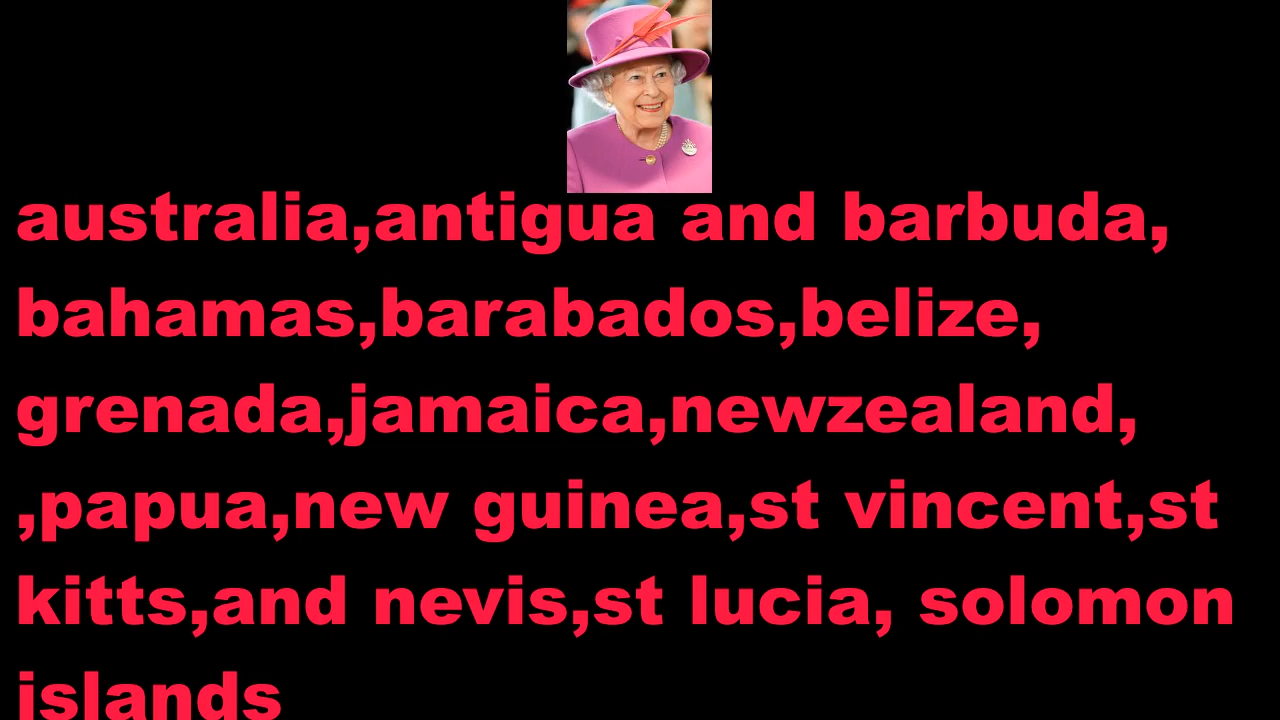 australia,antigua and barbuda,
bahamas,barabados,belize,
grenada,jamaica,newzealand,
,papua,new guinea,st vincent,st
kitts,and nevis,st lucia, solomon
islands